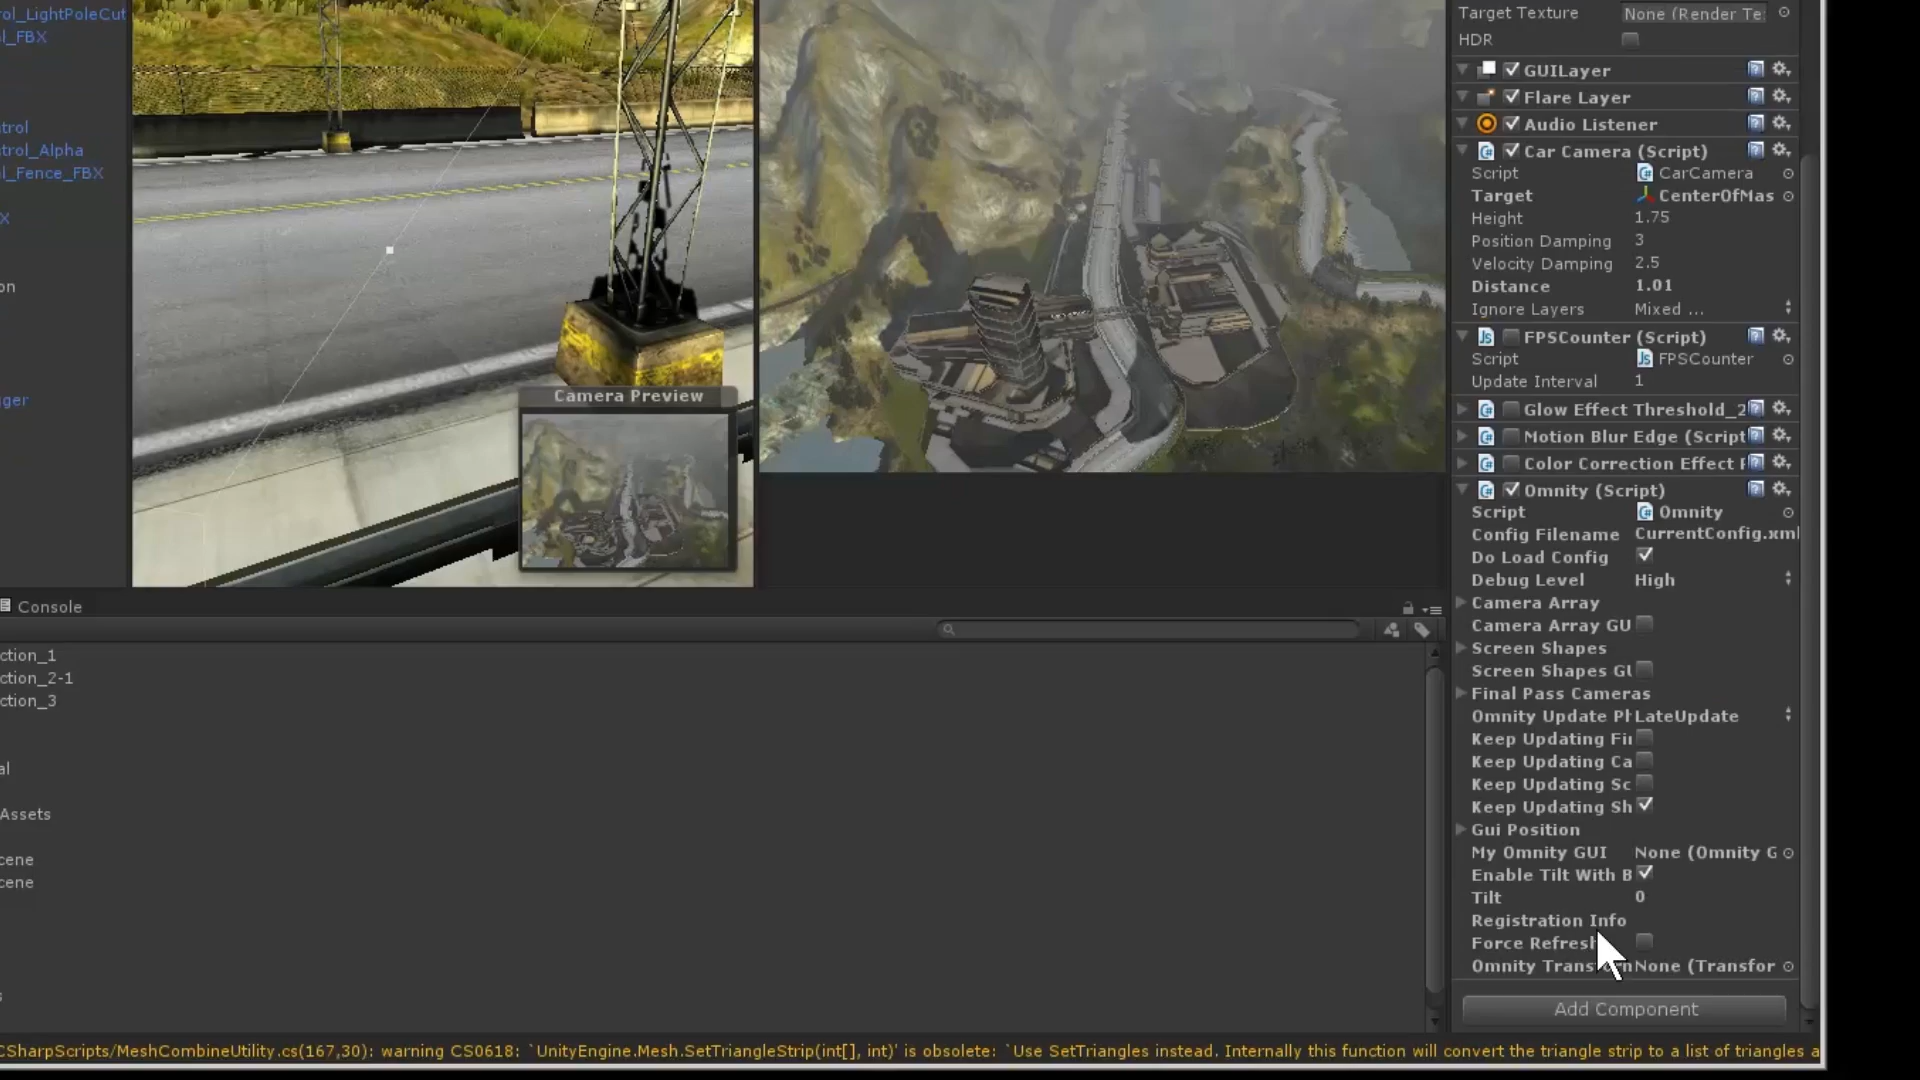 rol_LightPoleCut
l_FBX
trol
trol_Alpha
l_Fence_FBX
X
on
gger
Camera Preview
Console
ction_1
ction_2-1
ction_3
al
Assets
cene
cene
s
Target Texture None (Render Te
HDR
GUILayer
Flare Layer
Audio Listener
Car Camera (Script)
Script CarCamera
Target CenterOfMas
Height 1.75
Position Damping 3
Velocity Damping 2.5
Distance 1.01
Ignore Layers Mixed ...
FPSCounter (Script)
Script FPSCounter
Update Interval 1
Glow Effect Threshold_2
Motion Blur Edge (Script
Color Correction Effect
Omnity (Script)
Script Omnity
Config Filename CurrentConfig.xml
Do Load Config
Debug Level High
Camera Array
Camera Array GU
Screen Shapes
Screen Shapes GU
Final Pass Cameras
Omnity Update Ph LateUpdate
Keep Updating Fin
Keep Updating Ca
Keep Updating Sc
Keep Updating Sh
Gui Position
My Omnity GUI None (Omnity G
Enable Tilt With B
Tilt 0
Registration Info
Force Refresh
Omnity Transform None (Transfor
Add Component
CSharpScripts/MeshCombineUtility.cs(167,30): warning CS0618: `UnityEngine.Mesh.SetTriangleStrip(int[], int)' is obsolete: `Use SetTriangles instead. Internally this function will convert the triangle strip to a list of triangles a